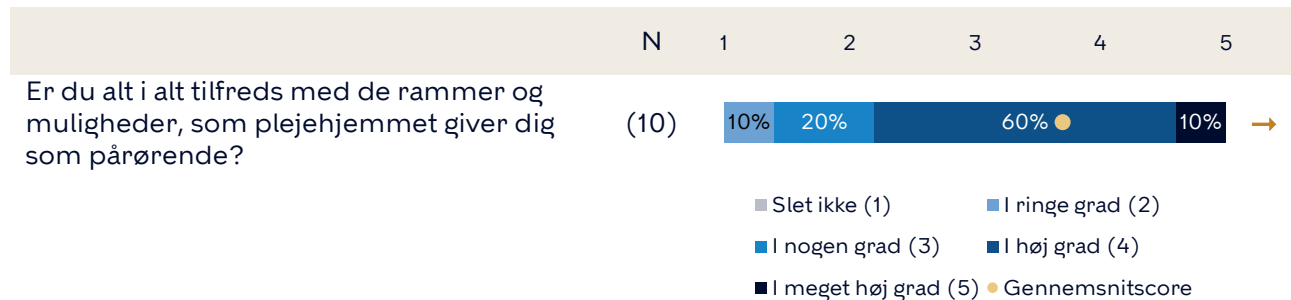 N 1 2 3 4 5
Er du alt i alt tilfreds med de rammer og
muligheder, som plejehjemmet giver dig
som pårørende?
(10) 10% 20% 60% 10% →
Slet ikke (1) I ringe grad (2)
I nogen grad (3) I høj grad (4)
I meget høj grad (5) Gennemsnitscore